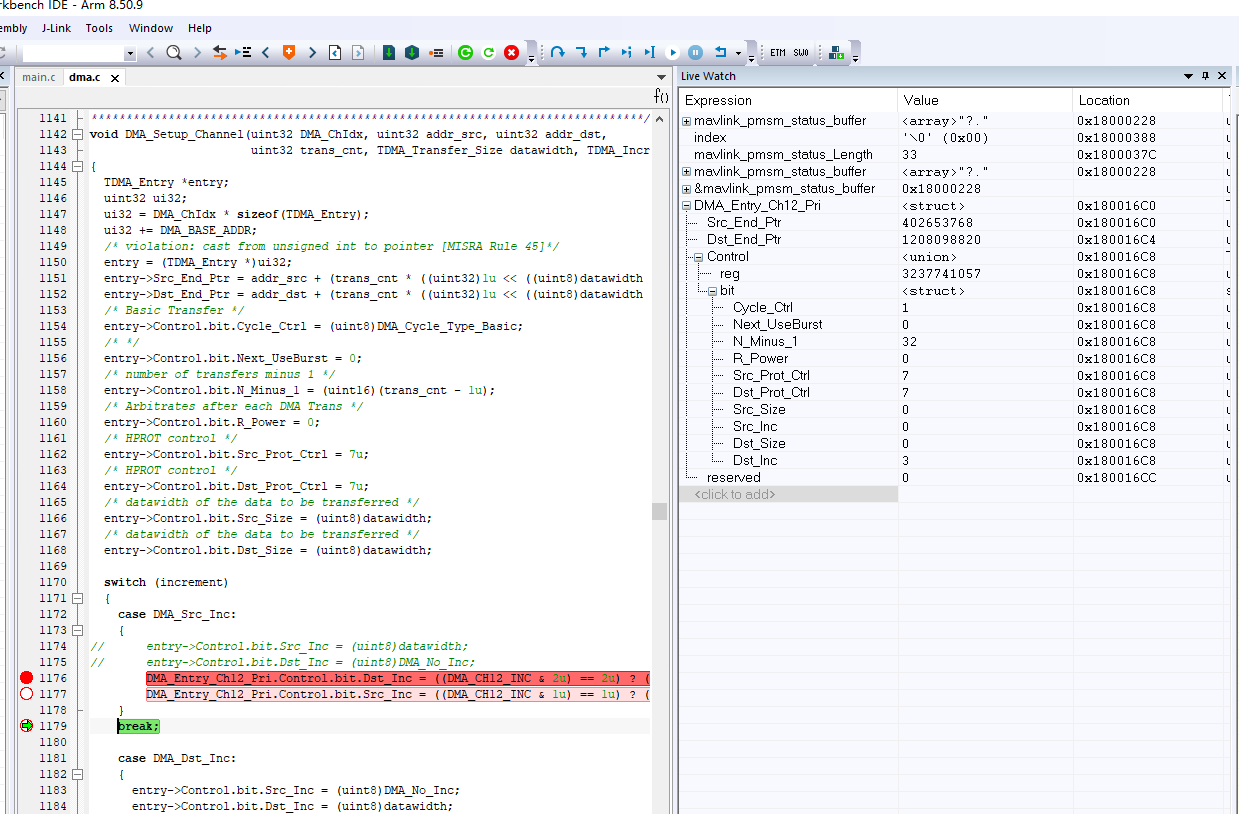 rkbench IDE - Arm 8.50.9
embly J-Link Tools Window Help
ETM SWO
main.c dma.c
f()
1141 *******************************************************************************/
1142 void DMA_Setup_Channel(uint32 DMA_ChIdx, uint32 addr_src, uint32 addr_dst,
1143 uint32 trans_cnt, TDMA_Transfer_Size datawidth, TDMA_Incr
1144 {
1145 TDMA_Entry *entry;
1146 uint32 ui32;
1147 ui32 = DMA_ChIdx * sizeof(TDMA_Entry);
1148 ui32 += DMA_BASE_ADDR;
1149 /* violation: cast from unsigned int to pointer [MISRA Rule 45]*/
1150 entry = (TDMA_Entry *)ui32;
1151 entry->Src_End_Ptr = addr_src + (trans_cnt * ((uint32)1u << ((uint8)datawidth
1152 entry->Dst_End_Ptr = addr_dst + (trans_cnt * ((uint32)1u << ((uint8)datawidth
1153 /* Basic Transfer */
1154 entry->Control.bit.Cycle_Ctrl = (uint8)DMA_Cycle_Type_Basic;
1155 /* */
1156 entry->Control.bit.Next_UseBurst = 0;
1157 /* number of transfers minus 1 */
1158 entry->Control.bit.N_Minus_1 = (uint16)(trans_cnt - 1u);
1159 /* Arbitrates after each DMA Trans */
1160 entry->Control.bit.R_Power = 0;
1161 /* HPROT control */
1162 entry->Control.bit.Src_Prot_Ctrl = 7u;
1163 /* HPROT control */
1164 entry->Control.bit.Dst_Prot_Ctrl = 7u;
1165 /* datawidth of the data to be transferred */
1166 entry->Control.bit.Src_Size = (uint8)datawidth;
1167 /* datawidth of the data to be transferred */
1168 entry->Control.bit.Dst_Size = (uint8)datawidth;
1169
1170 switch (increment)
1171 {
1172 case DMA_Src_Inc:
1173 {
1174 // entry->Control.bit.Src_Inc = (uint8)datawidth;
1175 // entry->Control.bit.Dst_Inc = (uint8)DMA_No_Inc;
1176 DMA_Entry_Ch12_Pri.Control.bit.Dst_Inc = ((DMA_CH12_INC & 2u) == 2u) ? (
1177 DMA_Entry_Ch12_Pri.Control.bit.Src_Inc = ((DMA_CH12_INC & 1u) == 1u) ? (
1178 }
1179 break;
1180
1181 case DMA_Dst_Inc:
1182 {
1183 entry->Control.bit.Src_Inc = (uint8)DMA_No_Inc;
1184 entry->Control.bit.Dst_Inc = (uint8)datawidth;
Live Watch
Expression Value Location
mavlink_pmsm_status_buffer <array>"?." 0x18000228
index '\0' (0x00) 0x18000388
mavlink_pmsm_status_Length 33 0x1800037C
mavlink_pmsm_status_buffer <array>"?." 0x18000228
&mavlink_pmsm_status_buffer 0x18000228
DMA_Entry_Ch12_Pri <struct> 0x180016C0
Src_End_Ptr 402653768 0x180016C0
Dst_End_Ptr 1208098820 0x180016C4
Control <union> 0x180016C8
reg 3237741057 0x180016C8
bit <struct> 0x180016C8
Cycle_Ctrl 1 0x180016C8
Next_UseBurst 0 0x180016C8
N_Minus_1 32 0x180016C8
R_Power 0 0x180016C8
Src_Prot_Ctrl 7 0x180016C8
Dst_Prot_Ctrl 7 0x180016C8
Src_Size 0 0x180016C8
Src_Inc 0 0x180016C8
Dst_Size 0 0x180016C8
Dst_Inc 3 0x180016C8
reserved 0 0x180016CC
<click to add>